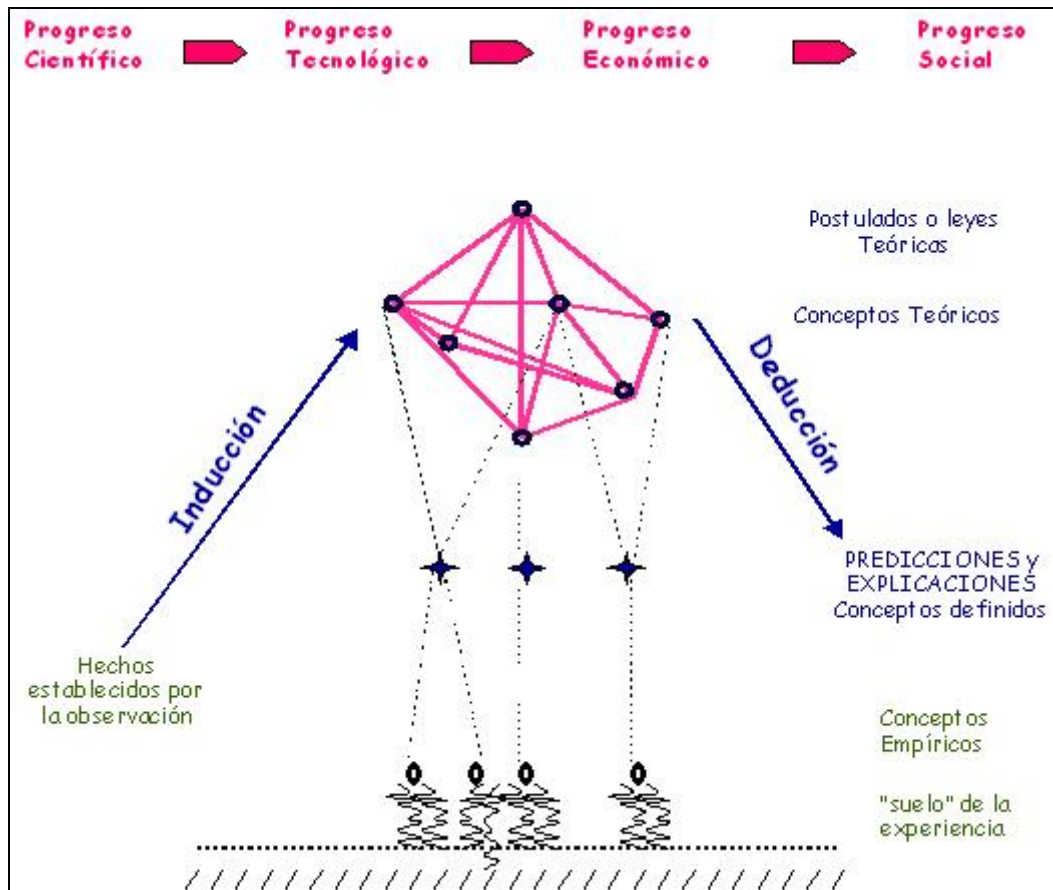 Progreso
Científico
Progreso
Tecnológico
Progreso
Económico
Progreso
Social
Postulados o leyes
Teóricas
Conceptos Teóricos
Inducción
Deducción
PREDICCIONES y
EXPLICACIONES
Conceptos definidos
Hechos
establecidos por
la observación
Conceptos
Empíricos
"suelo" de la
experiencia